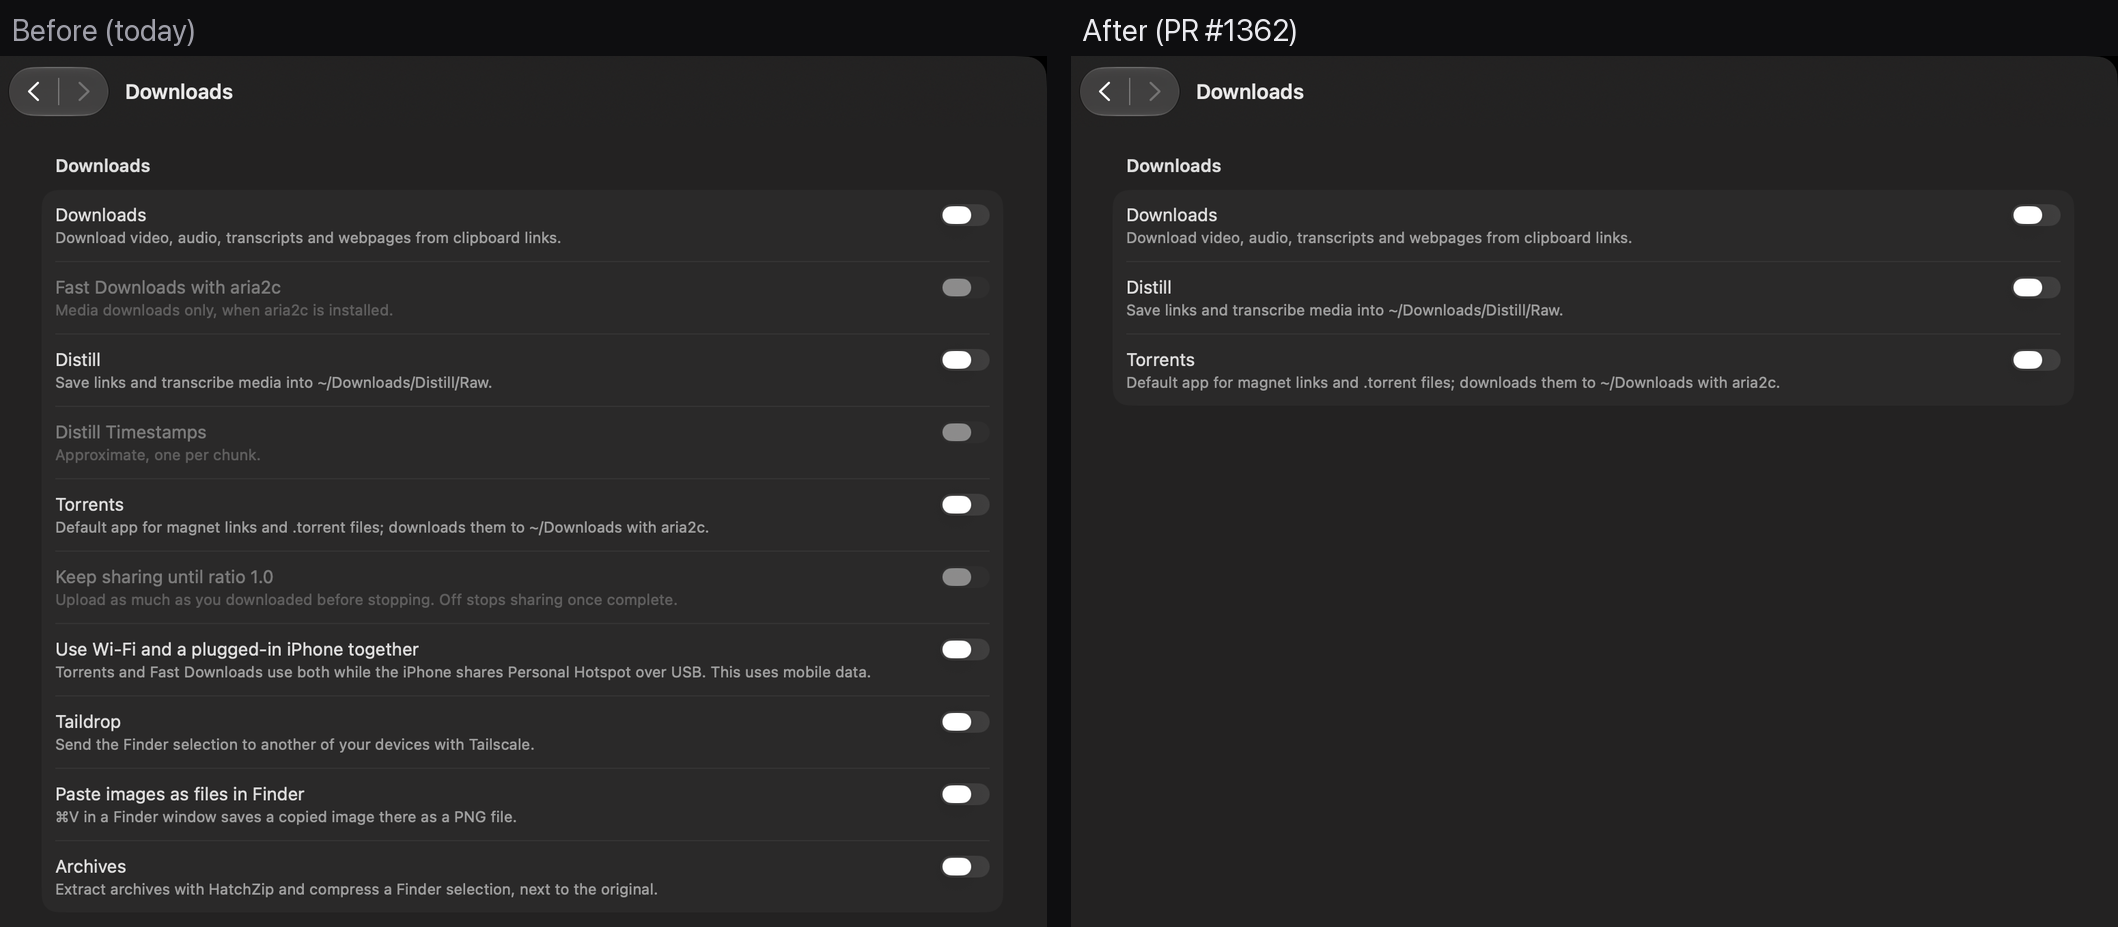 Before (today)
Downloads
Downloads
Downloads
Download video, audio, transcripts and webpages from clipboard links.
Fast Downloads with aria2c
Media downloads only, when aria2c is installed.
Distill
Save links and transcribe media into ~/Downloads/Distill/Raw.
Distill Timestamps
Approximate, one per chunk.
Torrents
Default app for magnet links and .torrent files; downloads them to ~/Downloads with aria2c.
Keep sharing until ratio 1.0
Upload as much as you downloaded before stopping. Off stops sharing once complete.
Use Wi-Fi and a plugged-in iPhone together
Torrents and Fast Downloads use both while the iPhone shares Personal Hotspot over USB. This uses mobile data.
Taildrop
Send the Finder selection to another of your devices with Tailscale.
Paste images as files in Finder
⌘V in a Finder window saves a copied image there as a PNG file.
Archives
Extract archives with HatchZip and compress a Finder selection, next to the original.
After (PR #1362)
Downloads
Downloads
Downloads
Download video, audio, transcripts and webpages from clipboard links.
Distill
Save links and transcribe media into ~/Downloads/Distill/Raw.
Torrents
Default app for magnet links and .torrent files; downloads them to ~/Downloads with aria2c.